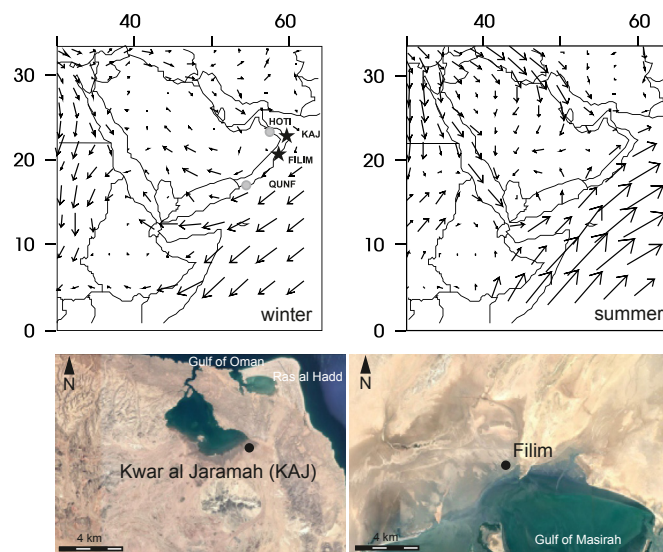 40
60
40
60
30
20
10
0
HOTI
KAJ
FILIM
QUNF
winter
30
20
10
0
summer
N
Gulf of Oman
Ras al Hadd
Kwar al Jaramah (KAJ)
4 km
N
Filim
Gulf of Masirah
4 km